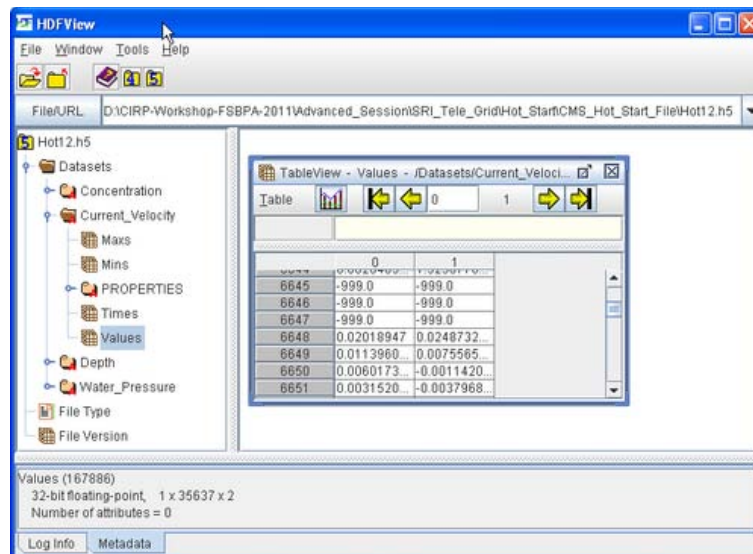 HDFView
File Window Tools Help
File/URL D:\CIRP-Workshop-FSBPA-2011\Advanced_Session\SRI_Tele_Grid\Hot_Start\CMS_Hot_Start_File\Hot12.h5
Hot12.h5
Datasets
Concentration
Current_Velocity
Maxs
Mins
PROPERTIES
Times
Values
Depth
Water_Pressure
File Type
File Version
TableView - Values - /Datasets/Current_Veloci...
Table 0 1
0 1
6645 -999.0 -999.0
6646 -999.0 -999.0
6647 -999.0 -999.0
6648 0.02018947 0.0248732...
6649 0.0113960... 0.0075565...
6650 0.0060173... -0.0011420...
6651 0.0031520... -0.0037968...
Values (167886)
32-bit floating-point, 1 x 35637 x 2
Number of attributes = 0
Log Info Metadata